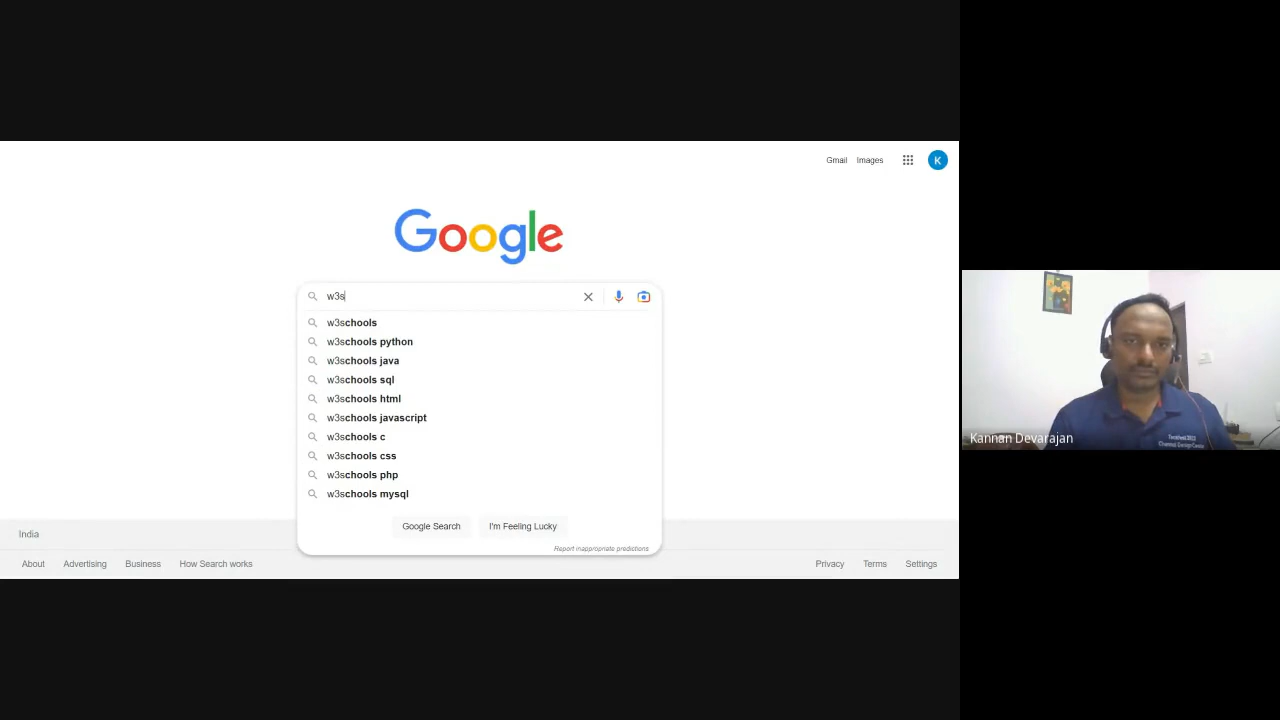 Gmail Images
K
Google
w3s
w3schools
w3schools python
w3schools java
w3schools sql
w3schools html
w3schools javascript
w3schools c
w3schools css
w3schools php
w3schools mysql
Google Search I'm Feeling Lucky
Report inappropriate predictions
India
About Advertising Business How Search works
Privacy Terms Settings
Kannan Devarajan